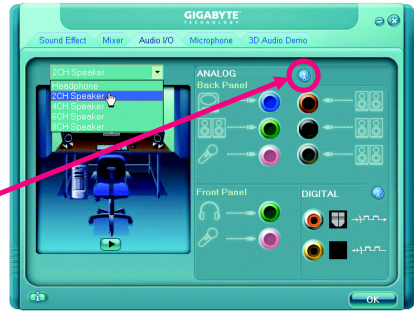 GIGABYTE
TECHNOLOGY
Sound Effect Mixer Audio I/O Microphone 3D Audio Demo
2CH Speaker
Headphone
2CH Speaker
4CH Speaker
6CH Speaker
8CH Speaker
ANALOG
Back Panel
Front Panel
DIGITAL
OK